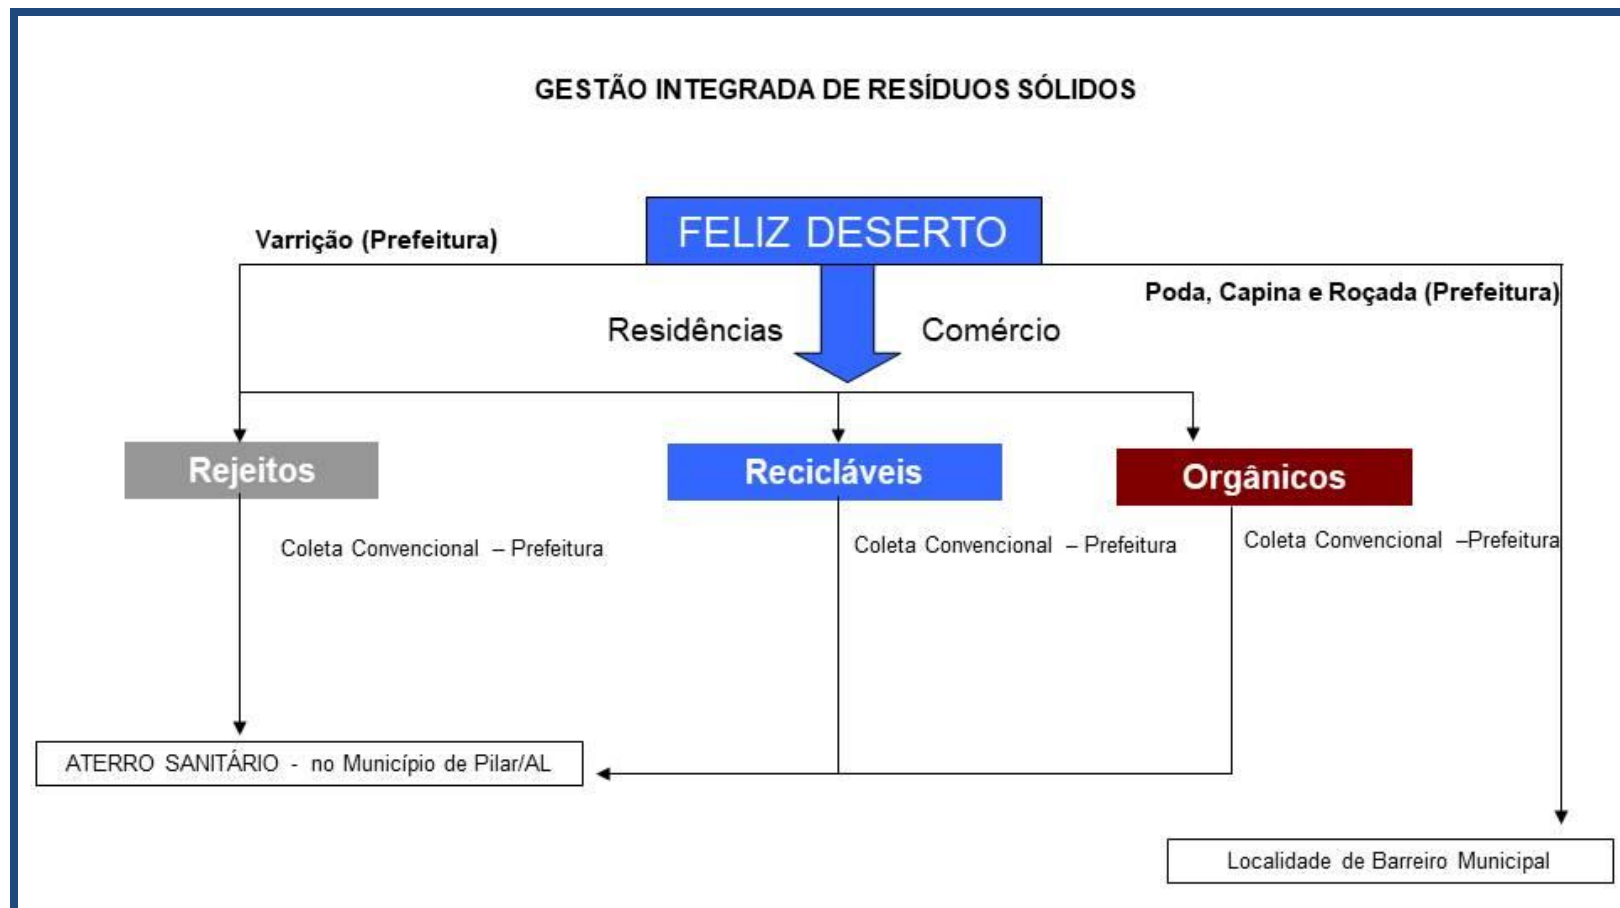 GESTÃO INTEGRADA DE RESÍDUOS SÓLIDOS
FELIZ DESERTO
Varrição (Prefeitura)
Poda, Capina e Roçada (Prefeitura)
Residências
Comércio
Rejeitos
Recicláveis
Orgânicos
Coleta Convencional – Prefeitura
Coleta Convencional – Prefeitura
Coleta Convencional –Prefeitura
ATERRO SANITÁRIO - no Município de Pilar/AL
Localidade de Barreiro Municipal